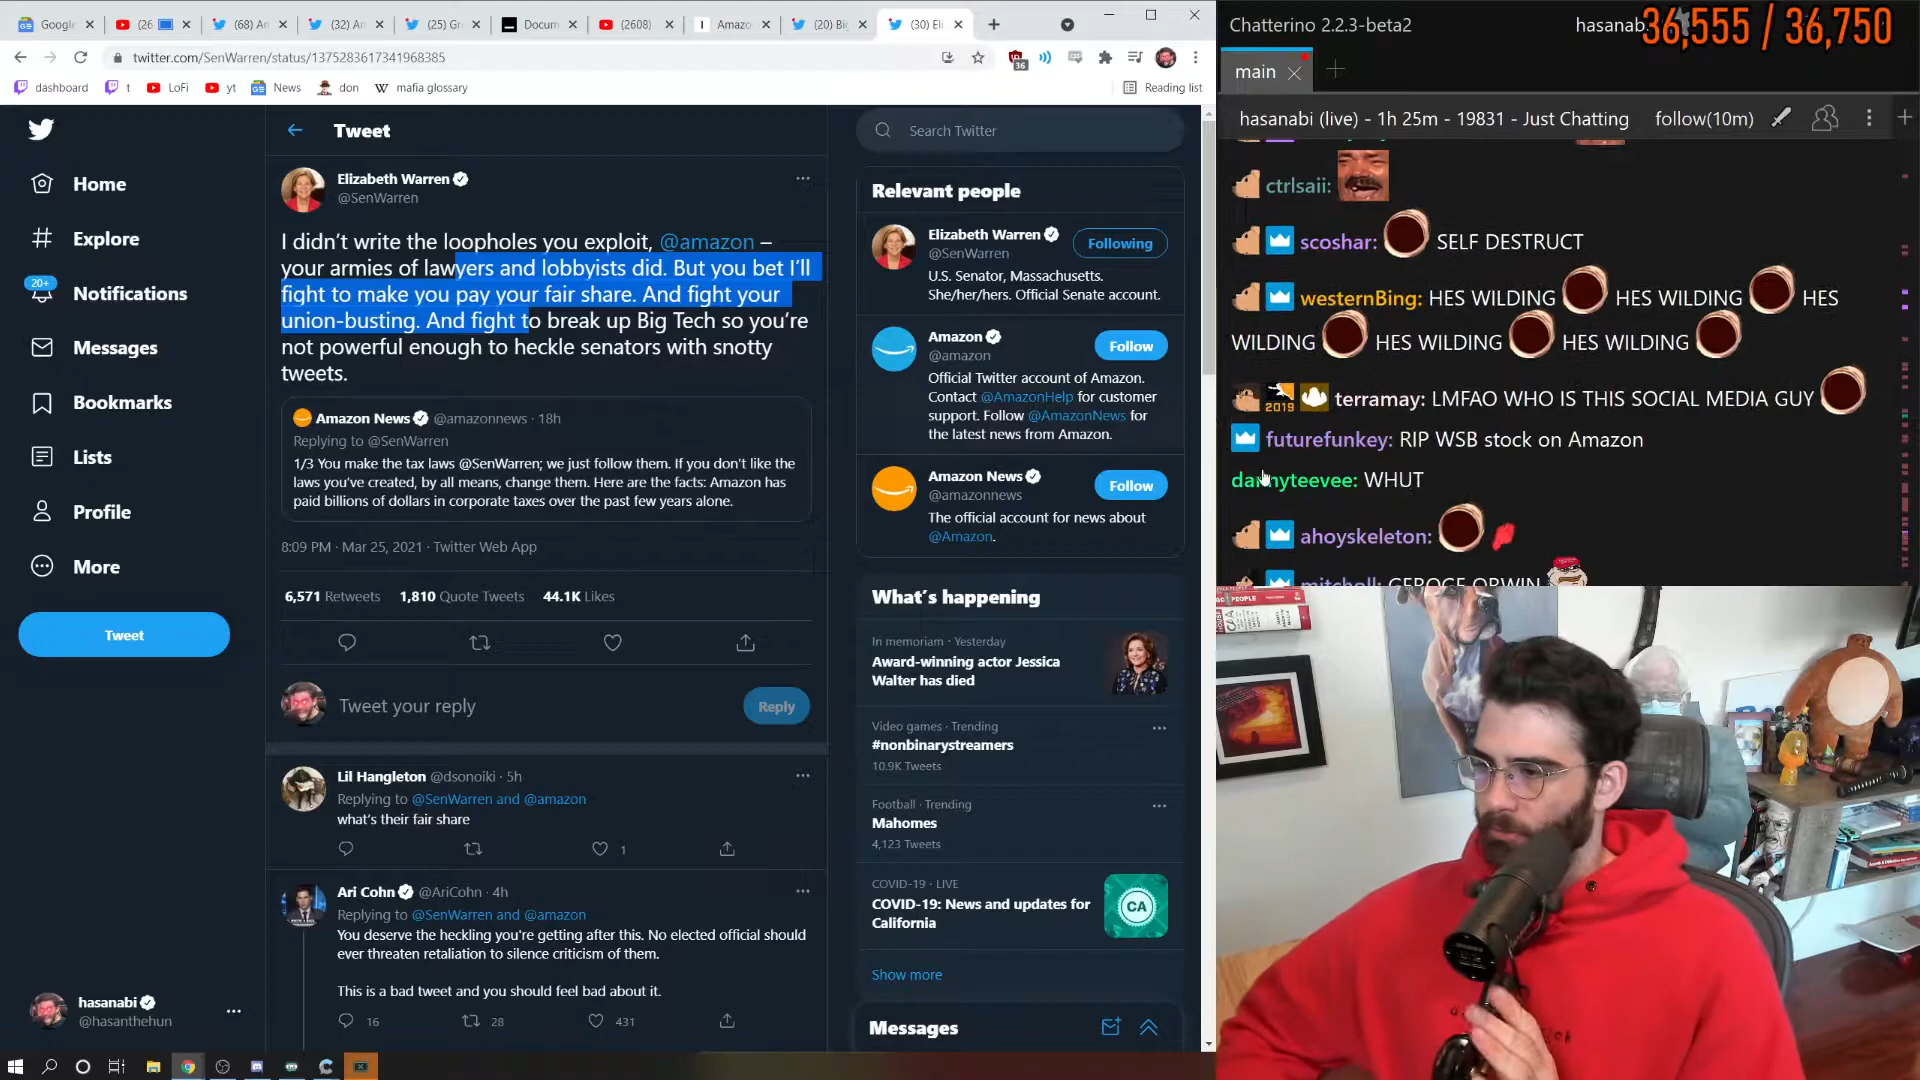 Google
(26
(68) An
(32) An
(25) Gr
Docum
(2608)
Amazo
(20) Big
(30) Eli
twitter.com/SenWarren/status/1375283617341968385
36
dashboard
t
LoFi
yt
News
don
mafia glossary
Reading list
Home
Explore
20+
Notifications
Messages
Bookmarks
Lists
Profile
More
Tweet
hasanabi
@hasanthehun
Tweet
Elizabeth Warren
@SenWarren
I didn't write the loopholes you exploit, @amazon –
your armies of lawyers and lobbyists did. But you bet I'll
fight to make you pay your fair share. And fight your
union-busting. And fight to break up Big Tech so you're
not powerful enough to heckle senators with snotty
tweets.
Amazon News @amazonnews · 18h
Replying to @SenWarren
1/3 You make the tax laws @SenWarren; we just follow them. If you don't like the
laws you've created, by all means, change them. Here are the facts: Amazon has
paid billions of dollars in corporate taxes over the past few years alone.
8:09 PM · Mar 25, 2021 · Twitter Web App
6,571 Retweets 1,810 Quote Tweets 44.1K Likes
Tweet your reply
Reply
Lil Hangleton @dsonoiki · 5h
Replying to @SenWarren and @amazon
what's their fair share
1
Ari Cohn @AriCohn · 4h
Replying to @SenWarren and @amazon
You deserve the heckling you're getting after this. No elected official should
ever threaten retaliation to silence criticism of them.
This is a bad tweet and you should feel bad about it.
16 28 431
Search Twitter
Relevant people
Elizabeth Warren
@SenWarren
Following
U.S. Senator, Massachusetts.
She/her/hers. Official Senate account.
Amazon
@amazon
Follow
Official Twitter account of Amazon.
Contact @AmazonHelp for customer
support. Follow @AmazonNews for
the latest news from Amazon.
Amazon News
@amazonnews
Follow
The official account for news about
@Amazon.
What's happening
In memoriam · Yesterday
Award-winning actor Jessica
Walter has died
Video games · Trending
#nonbinarystreamers
10.9K Tweets
Football · Trending
Mahomes
4,123 Tweets
COVID-19 · LIVE
COVID-19: News and updates for
California
CA
Show more
Messages
Chatterino 2.2.3-beta2
hasanab
36,555 / 36,750
main
hasanabi (live) - 1h 25m - 19831 - Just Chatting
follow(10m)
ctrlsaii:
scoshar: SELF DESTRUCT
westernBing: HES WILDING HES WILDING HES
WILDING HES WILDING HES WILDING
2019 terramay: LMFAO WHO IS THIS SOCIAL MEDIA GUY
futurefunkey: RIP WSB stock on Amazon
dannyteevee: WHUT
ahoyskeleton:
mitcholl: GEROGE ORWIN
PEOPLE